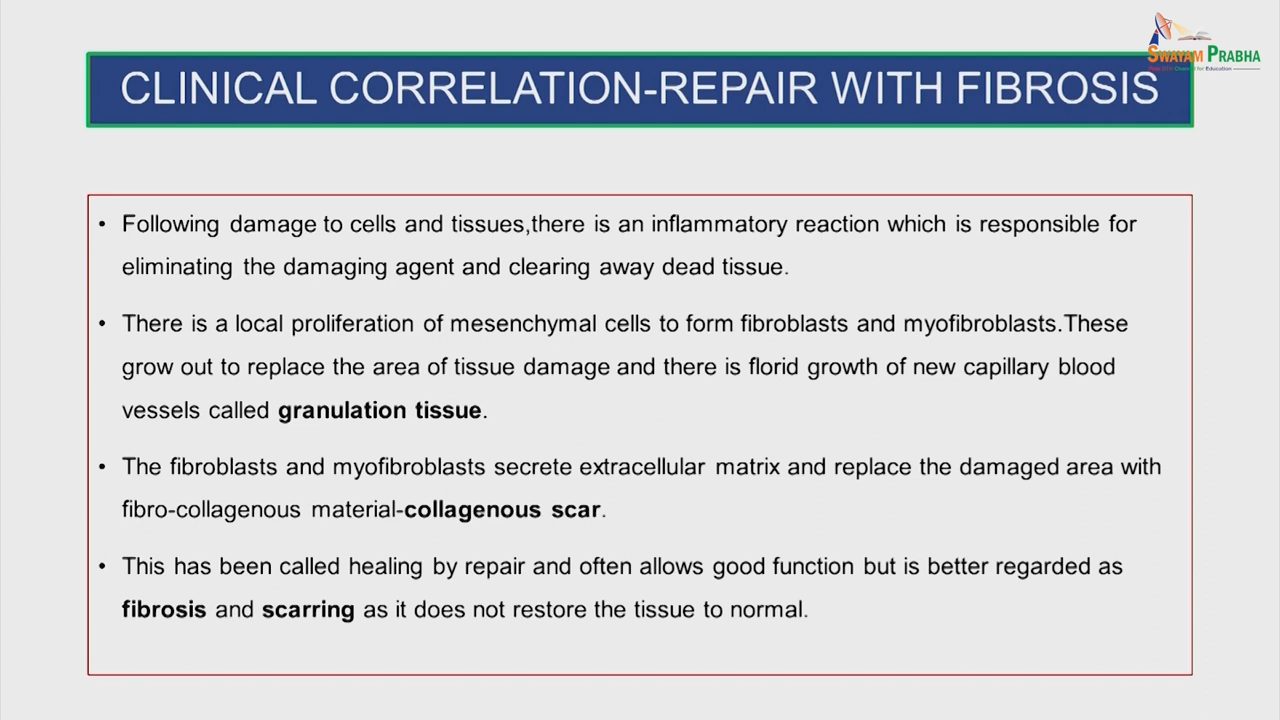 SWAYAM PRABHA
CLINICAL CORRELATION-REPAIR WITH FIBROSIS
• Following damage to cells and tissues,there is an inflammatory reaction which is responsible for
eliminating the damaging agent and clearing away dead tissue.
• There is a local proliferation of mesenchymal cells to form fibroblasts and myofibroblasts.These
grow out to replace the area of tissue damage and there is florid growth of new capillary blood
vessels called granulation tissue.
• The fibroblasts and myofibroblasts secrete extracellular matrix and replace the damaged area with
fibro-collagenous material-collagenous scar.
• This has been called healing by repair and often allows good function but is better regarded as
fibrosis and scarring as it does not restore the tissue to normal.